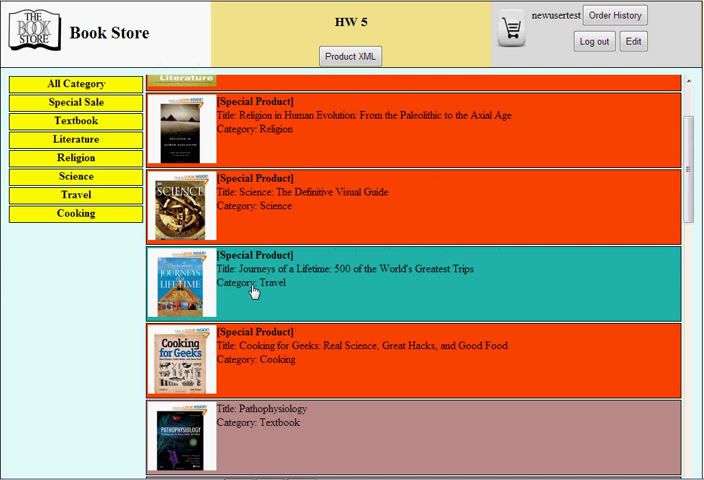 THE
BOOK
STORE
Book Store
HW 5
Product XML
newusertest
Order History
Log out
Edit
All Category
Special Sale
Textbook
Literature
Religion
Science
Travel
Cooking
Literature
[Special Product]
Title: Religion in Human Evolution: From the Paleolithic to the Axial Age
Category: Religion
[Special Product]
Title: Science: The Definitive Visual Guide
Category: Science
SCIENCE
[Special Product]
Title: Journeys of a Lifetime: 500 of the World's Greatest Trips
Category: Travel
JOURNEYS
OF A
LIFETIME
500
[Special Product]
Title: Cooking for Geeks: Real Science, Great Hacks, and Good Food
Category: Cooking
Cooking
for Geeks
Title: Pathophysiology
Category: Textbook
PATHOPHYSIOLOGY